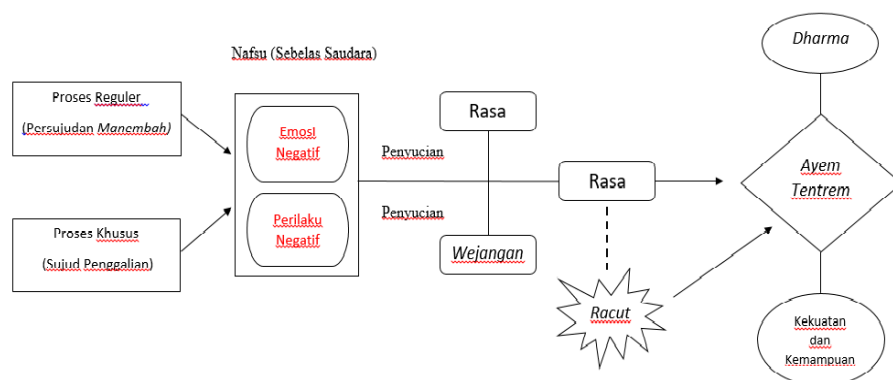 Nafsu (Sebelas Saudara)
Proses Reguler
(Persujudan Manembah)
Proses Khusus
(Sujud Penggalian)
EmosI
Negatif
Perilaku
Negatif
Penyucian
Penyucian
Rasa
Wejangan
Rasa
Racut
Dharma
Ayem
Tentrem
Kekuatan
dan
Kemampuan